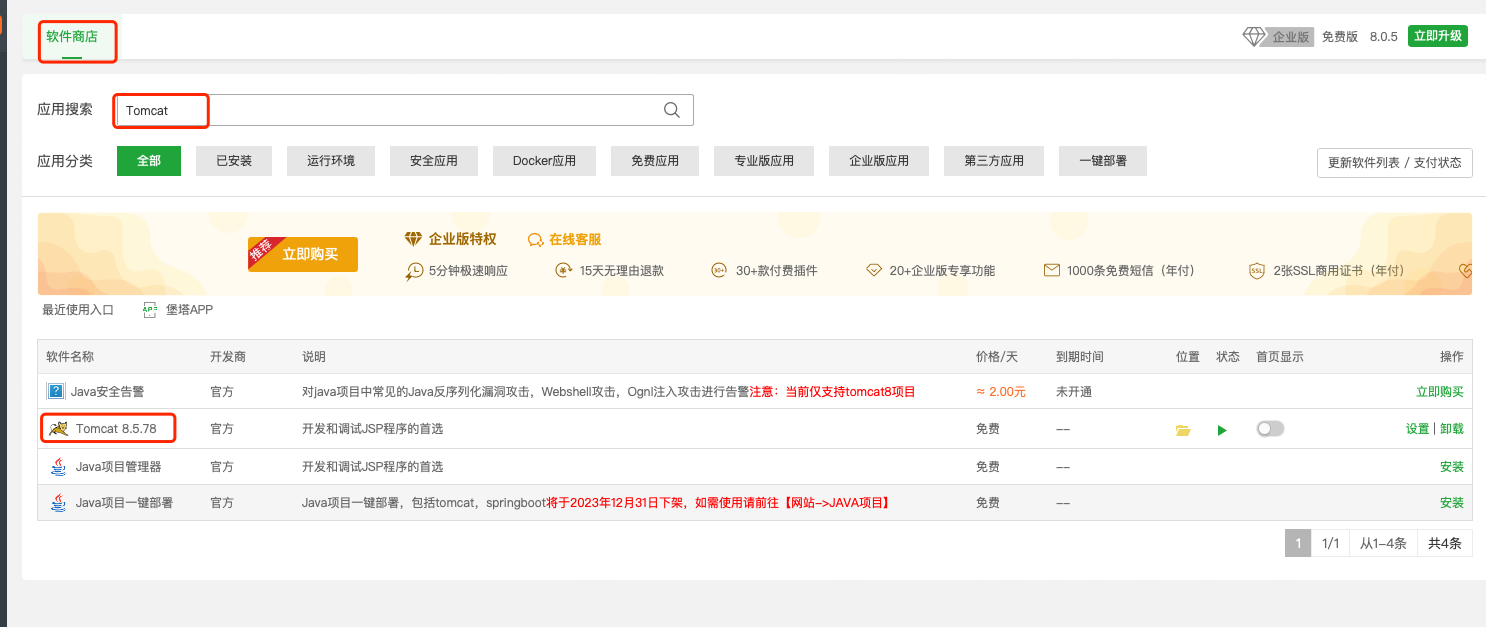 软件商店
企业版 免费版 8.0.5 立即升级
应用搜索 Tomcat
应用分类 全部 已安装 运行环境 安全应用 Docker应用 免费应用 专业版应用 企业版应用 第三方应用 一键部署 更新软件列表 / 支付状态
推荐 立即购买
企业版特权 在线客服
5分钟极速响应 15天无理由退款 30+ 30+款付费插件 20+企业版专享功能 1000条免费短信（年付） SSL 2张SSL商用证书（年付）
最近使用入口 APP 堡塔APP
软件名称 开发商 说明 价格/天 到期时间 位置 状态 首页显示 操作
? Java安全告警 官方 对java项目中常见的Java反序列化漏洞攻击，Webshell攻击，Ognl注入攻击进行告警注意：当前仅支持tomcat8项目 ≈ 2.00元 未开通 立即购买
Tomcat 8.5.78 官方 开发和调试JSP程序的首选 免费 -- 设置 | 卸载
Java项目管理器 官方 开发和调试JSP程序的首选 免费 -- 安装
Java项目一键部署 官方 Java项目一键部署，包括tomcat，springboot将于2023年12月31日下架，如需使用请前往【网站->JAVA项目】 免费 -- 安装
1 1/1 从1-4条 共4条